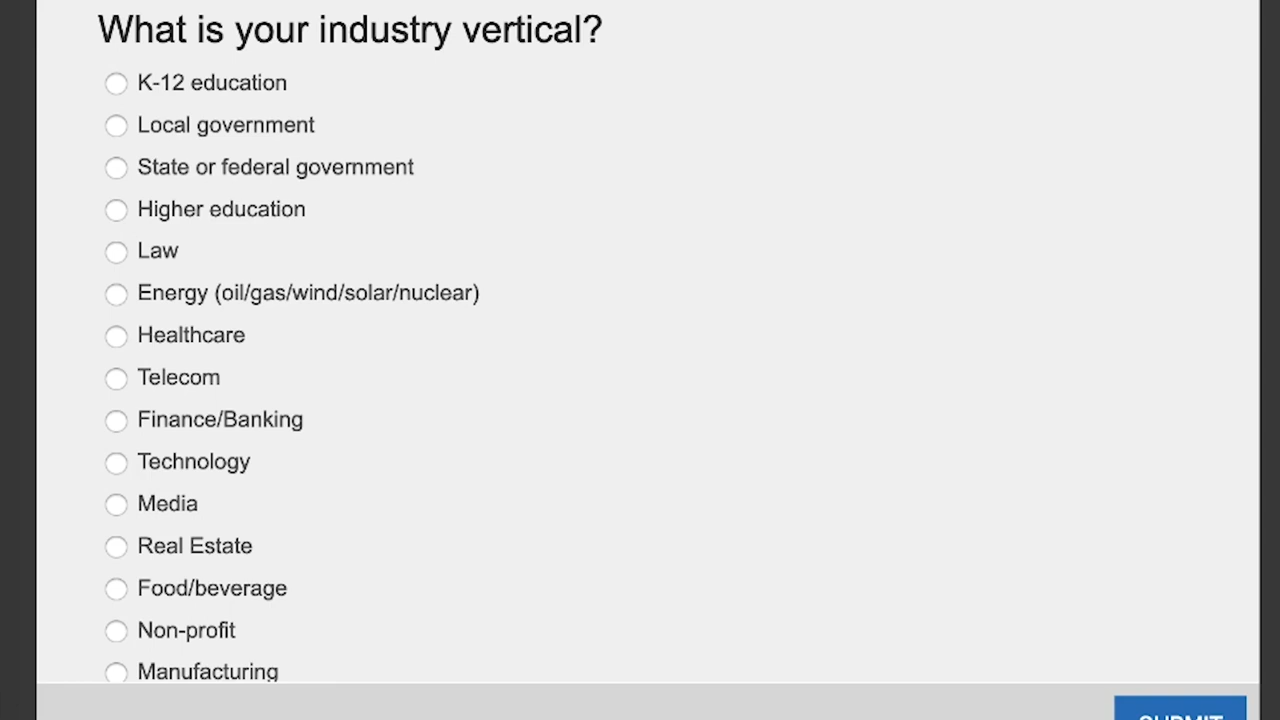 What is your industry vertical?
K-12 education
Local government
State or federal government
Higher education
Law
Energy (oil/gas/wind/solar/nuclear)
Healthcare
Telecom
Finance/Banking
Technology
Media
Real Estate
Food/beverage
Non-profit
Manufacturing
SUBMIT